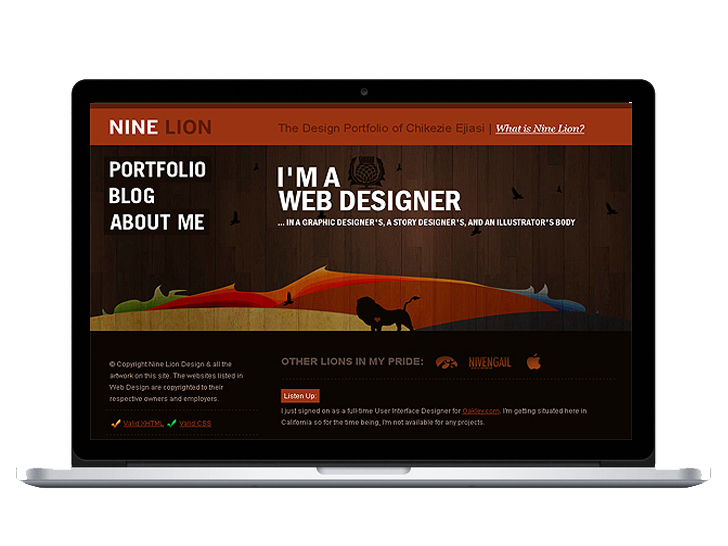 NINE LION
The Design Portfolio of Chikezie Ejiasi | What is Nine Lion?
PORTFOLIO
BLOG
ABOUT ME
I'M A
WEB DESIGNER
... IN A GRAPHIC DESIGNER'S, A STORY DESIGNER'S, AND AN ILLUSTRATOR'S BODY
© Copyright Nine Lion Design & all the
artwork on this site. The websites listed in
Web Design are copyrighted to their
respective owners and employers.
Valid XHTML Valid CSS
OTHER LIONS IN MY PRIDE:
NIVENGAIL
Listen Up:
I just signed on as a full-time User Interface Designer for Oakley.com. I'm getting situated here in
California so for the time being, I'm not available for any projects.